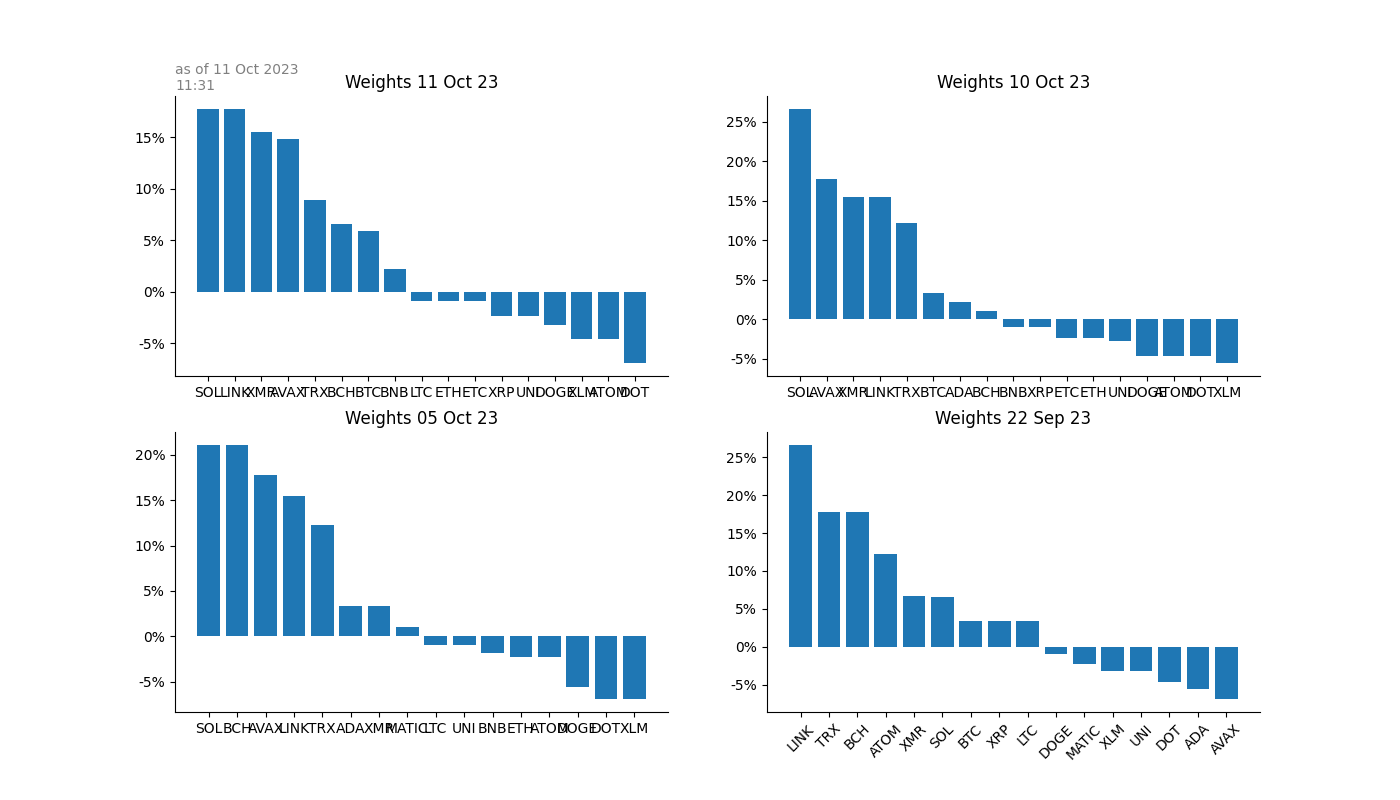 as of 11 Oct 2023
11:31
Weights 11 Oct 23
15%
10%
5%
0%
-5%
SOL LINK XMR AVAX TRX BCH BTC BNB LTC ETH ETC XRP UNI DOGE XLM ATOM DOT
Weights 10 Oct 23
25%
20%
15%
10%
5%
0%
-5%
SOL AVAX XMR LINK TRX BTC ADA BCH BNB XRP ETC ETH UNI DOGE ATOM DOT XLM
Weights 05 Oct 23
20%
15%
10%
5%
0%
-5%
SOL BCH AVAX LINK TRX ADA XMR MATIC LTC UNI BNB ETH ATOM DOGE DOT XLM
Weights 22 Sep 23
25%
20%
15%
10%
5%
0%
-5%
LINK TRX BCH ATOM XMR SOL BTC XRP LTC DOGE MATIC XLM UNI DOT ADA AVAX